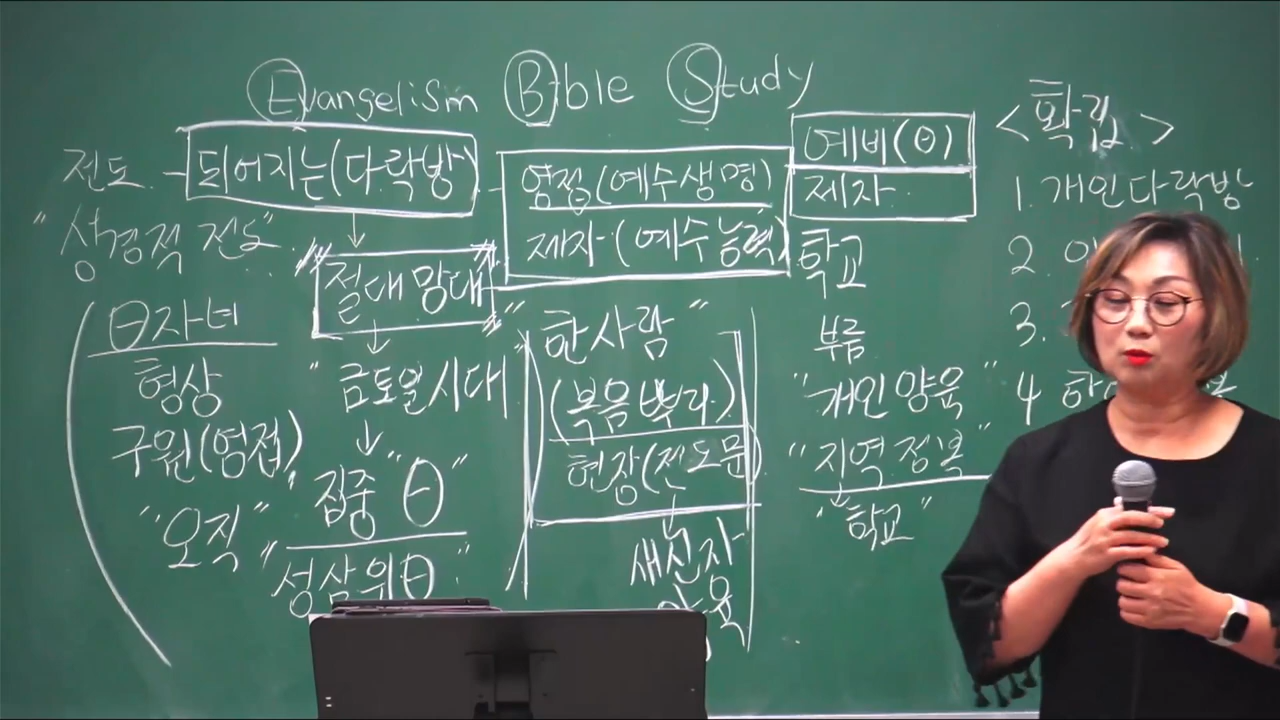 Evangelism Bible Study
전도 - 되어지는(다락방)
"성경적 전도"
Θ자녀
형상
구원(영접)
"오직"
절대 망대
"금토일시대"
집중 "Θ"
"성삼위Θ"
영접(예수생명)
제자(예수능력)
"한사람"
(복음뿌리)
현장(전도문)
새신자
예비(Θ)
제자
학교
부름
"개인양육"
"지역정복"
"학교"
<확립>
1. 개인다락방
2.
3.
4